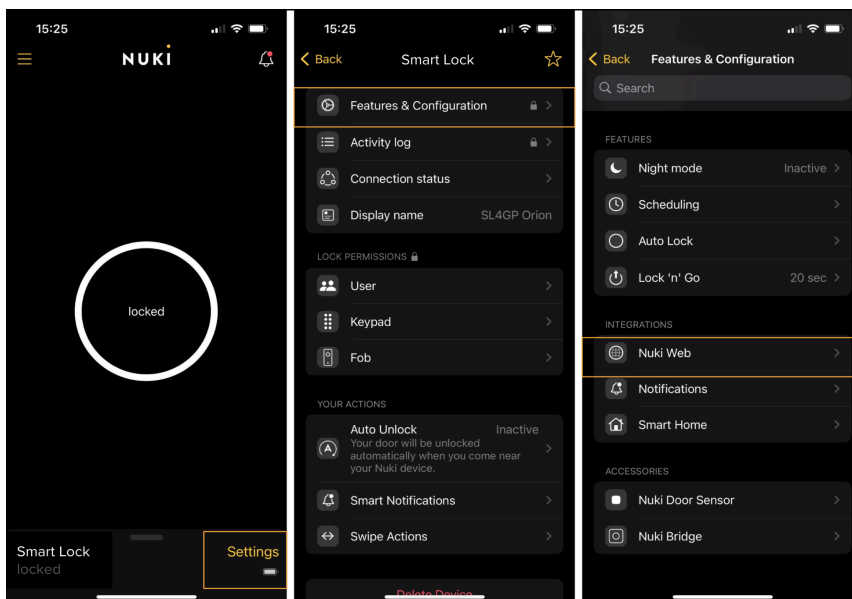 15:25
NUKI
locked
Smart Lock
locked
Settings
15:25
Back
Smart Lock
Features & Configuration
Activity log
Connection status
Display name
SL4GP Orion
LOCK PERMISSIONS
User
Keypad
Fob
YOUR ACTIONS
Auto Unlock
Inactive
Your door will be unlocked
automatically when you come near
your Nuki device.
Smart Notifications
Swipe Actions
Delete Device
15:25
Back
Features & Configuration
Search
FEATURES
Night mode
Inactive
Scheduling
Auto Lock
Lock 'n' Go
20 sec
INTEGRATIONS
Nuki Web
Notifications
Smart Home
ACCESSORIES
Nuki Door Sensor
Nuki Bridge